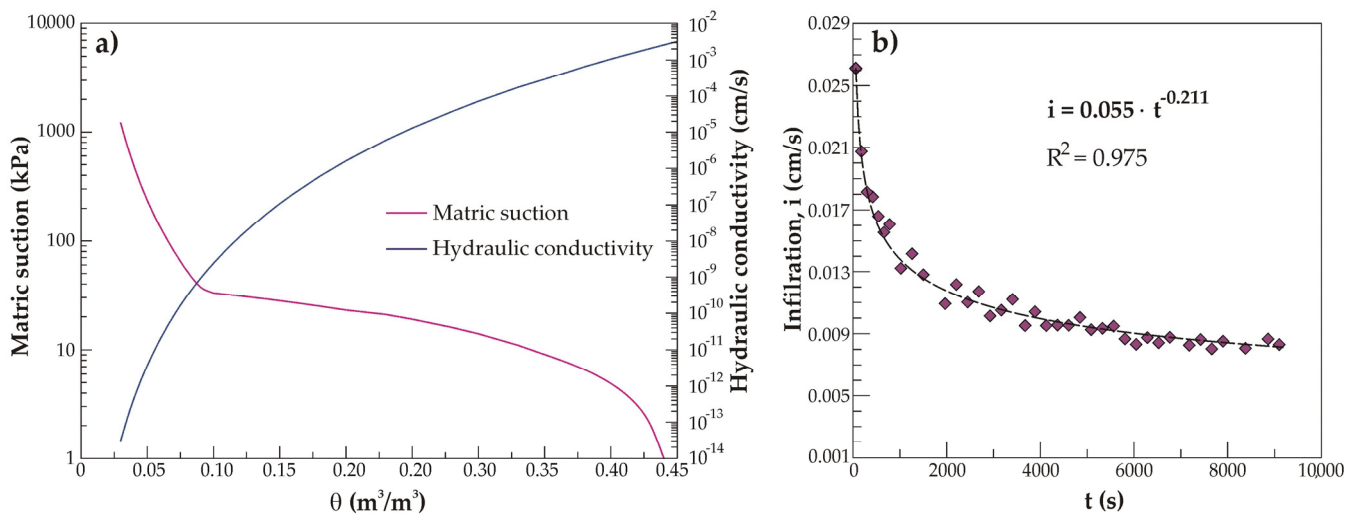 a)
10,000
1000
100
10
1
Matric suction (kPa)
Matric suction
Hydraulic conductivity
10⁻²
10⁻³
10⁻⁴
10⁻⁵
10⁻⁶
10⁻⁷
10⁻⁸
10⁻⁹
10⁻¹⁰
10⁻¹¹
10⁻¹²
10⁻¹³
10⁻¹⁴
Hydraulic conductivity (cm/s)
0 0.05 0.10 0.12 0.20 0.20 0.30 0.35 0.40 0.45
θ (m³/m³)
b)
0.029
0.025
0.021
0.017
0.013
0.009
0.005
0.001
Infilration, i (cm/s)
i = 0.055 · t⁻⁰·²¹¹
R² = 0.975
0 2000 4000 6000 8000 10,000
t (s)